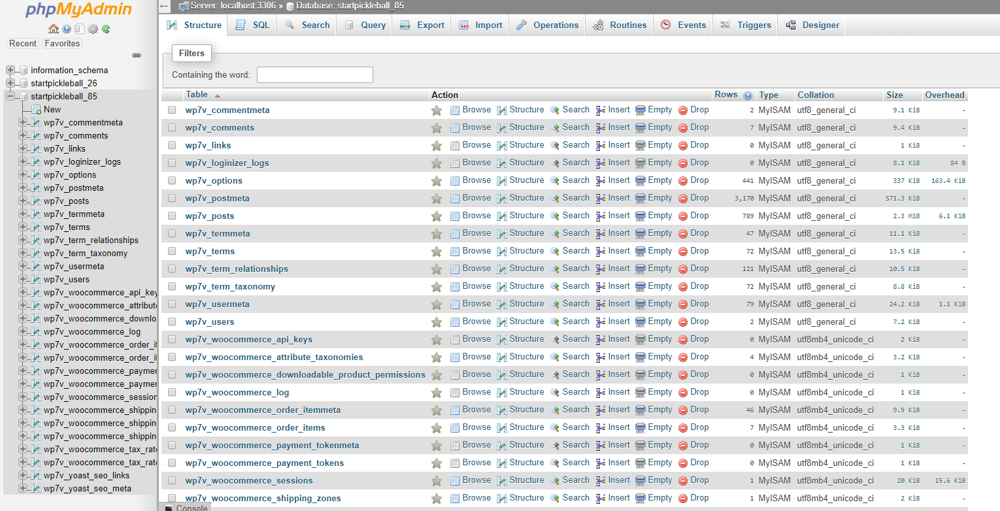 phpMyAdmin
Recent Favorites
information_schema
startpickleball_26
startpickleball_85
New
wp7v_commentmeta
wp7v_comments
wp7v_links
wp7v_loginizer_logs
wp7v_options
wp7v_postmeta
wp7v_posts
wp7v_termmeta
wp7v_terms
wp7v_term_relationships
wp7v_term_taxonomy
wp7v_usermeta
wp7v_users
wp7v_woocommerce_api_key
wp7v_woocommerce_attribute
wp7v_woocommerce_downlo
wp7v_woocommerce_log
wp7v_woocommerce_order_it
wp7v_woocommerce_order_it
wp7v_woocommerce_paymen
wp7v_woocommerce_paymen
wp7v_woocommerce_session
wp7v_woocommerce_shipping
wp7v_woocommerce_shipping
wp7v_woocommerce_shipping
wp7v_woocommerce_tax_rate
wp7v_woocommerce_tax_rate
wp7v_yoast_seo_links
wp7v_yoast_seo_meta
Server: localhost:3306 » Database: startpickleball_85
Structure SQL Search Query Export Import Operations Routines Events Triggers Designer
Filters
Containing the word:
Table Action Rows Type Collation Size Overhead
wp7v_commentmeta Browse Structure Search Insert Empty Drop 2 MyISAM utf8_general_ci 9.1 KiB -
wp7v_comments Browse Structure Search Insert Empty Drop 7 MyISAM utf8_general_ci 9.4 KiB -
wp7v_links Browse Structure Search Insert Empty Drop 0 MyISAM utf8_general_ci 1 KiB -
wp7v_loginizer_logs Browse Structure Search Insert Empty Drop 0 MyISAM utf8_general_ci 8.1 KiB 84 B
wp7v_options Browse Structure Search Insert Empty Drop 441 MyISAM utf8_general_ci 337 KiB 163.4 KiB
wp7v_postmeta Browse Structure Search Insert Empty Drop 3,170 MyISAM utf8_general_ci 571.3 KiB -
wp7v_posts Browse Structure Search Insert Empty Drop 789 MyISAM utf8_general_ci 2.3 MiB 6.1 KiB
wp7v_termmeta Browse Structure Search Insert Empty Drop 47 MyISAM utf8_general_ci 11.1 KiB -
wp7v_terms Browse Structure Search Insert Empty Drop 72 MyISAM utf8_general_ci 13.5 KiB -
wp7v_term_relationships Browse Structure Search Insert Empty Drop 121 MyISAM utf8_general_ci 10.5 KiB -
wp7v_term_taxonomy Browse Structure Search Insert Empty Drop 72 MyISAM utf8_general_ci 8.8 KiB -
wp7v_usermeta Browse Structure Search Insert Empty Drop 79 MyISAM utf8_general_ci 24.2 KiB 1.1 KiB
wp7v_users Browse Structure Search Insert Empty Drop 2 MyISAM utf8_general_ci 7.2 KiB -
wp7v_woocommerce_api_keys Browse Structure Search Insert Empty Drop 0 MyISAM utf8mb4_unicode_ci 2 KiB -
wp7v_woocommerce_attribute_taxonomies Browse Structure Search Insert Empty Drop 4 MyISAM utf8mb4_unicode_ci 3.2 KiB -
wp7v_woocommerce_downloadable_product_permissions Browse Structure Search Insert Empty Drop 0 MyISAM utf8mb4_unicode_ci 1 KiB -
wp7v_woocommerce_log Browse Structure Search Insert Empty Drop 0 MyISAM utf8mb4_unicode_ci 1 KiB -
wp7v_woocommerce_order_itemmeta Browse Structure Search Insert Empty Drop 46 MyISAM utf8mb4_unicode_ci 9.9 KiB -
wp7v_woocommerce_order_items Browse Structure Search Insert Empty Drop 7 MyISAM utf8mb4_unicode_ci 3.3 KiB -
wp7v_woocommerce_payment_tokenmeta Browse Structure Search Insert Empty Drop 0 MyISAM utf8mb4_unicode_ci 1 KiB -
wp7v_woocommerce_payment_tokens Browse Structure Search Insert Empty Drop 0 MyISAM utf8mb4_unicode_ci 1 KiB -
wp7v_woocommerce_sessions Browse Structure Search Insert Empty Drop 1 MyISAM utf8mb4_unicode_ci 20 KiB 15.6 KiB
wp7v_woocommerce_shipping_zones Browse Structure Search Insert Empty Drop 1 MyISAM utf8mb4_unicode_ci 2 KiB -
Console